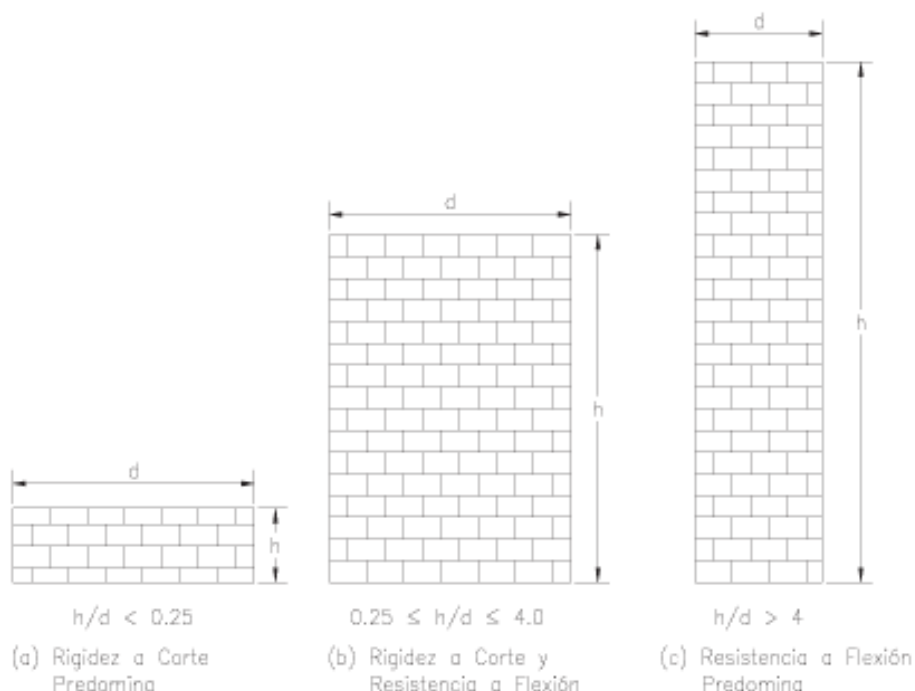 d
h
h/d < 0.25
(a) Rigidez a Corte
Predomina
d
h
0.25 ≤ h/d ≤ 4.0
(b) Rigidez a Corte y
Resistencia a Flexión
d
h
h/d > 4
(c) Resistencia a Flexión
Predomina